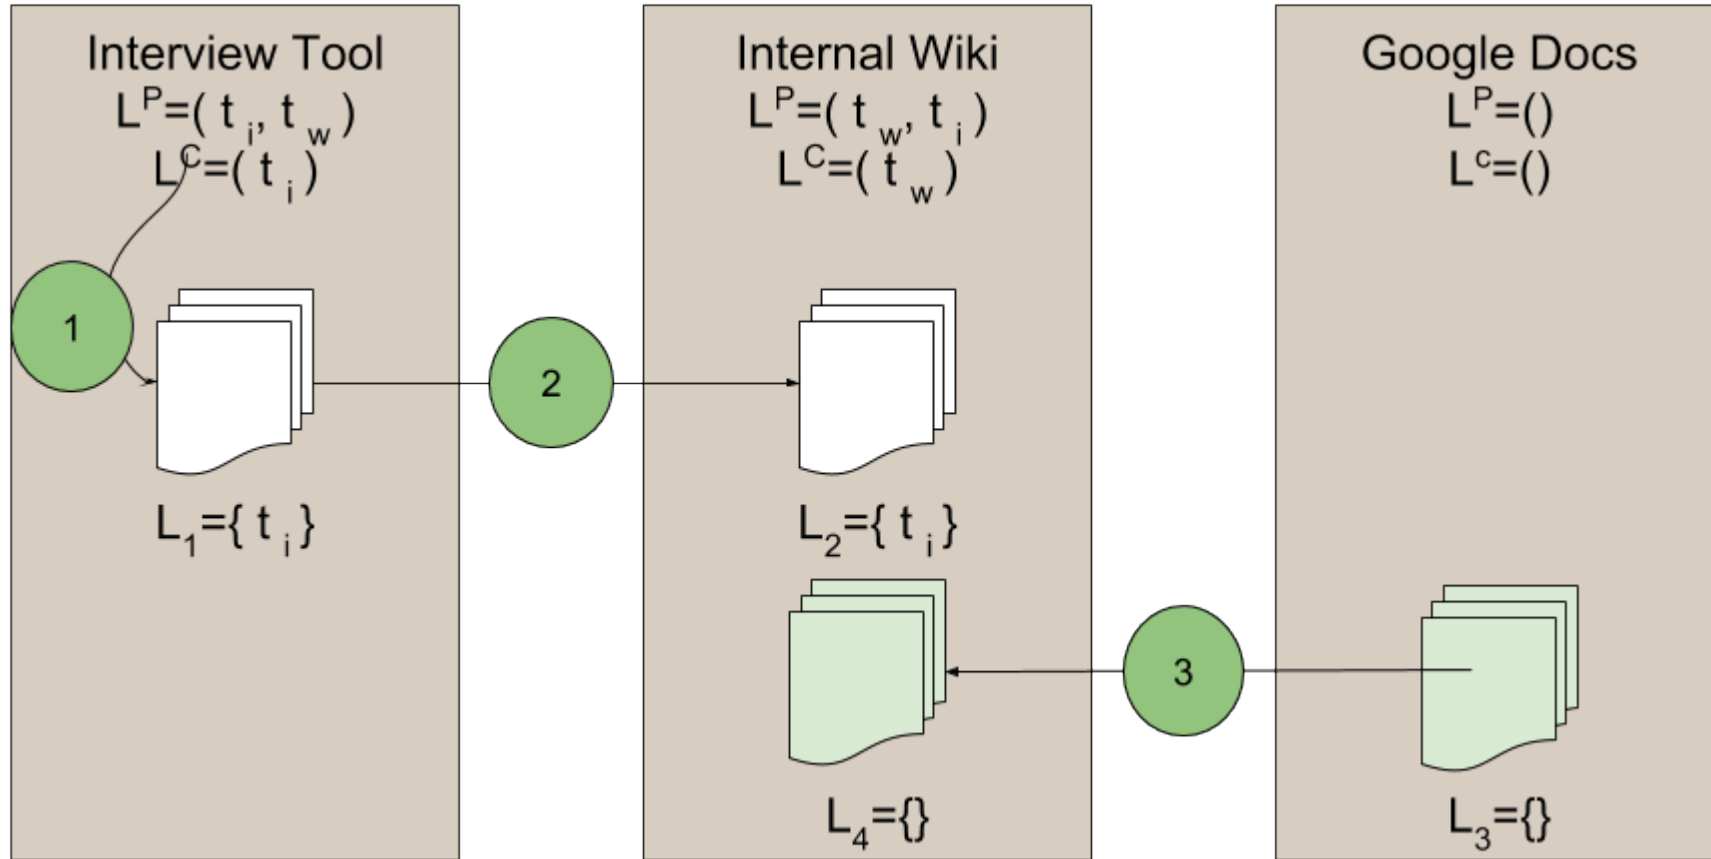 Interview Tool
L^P=( t_i, t_w )
L^C=( t_i )
1
L_1={ t_i }
2
Internal Wiki
L^P=( t_w, t_i )
L^C=( t_w )
L_2={ t_i }
L_4={}
3
Google Docs
L^P=()
L^c=()
L_3={}